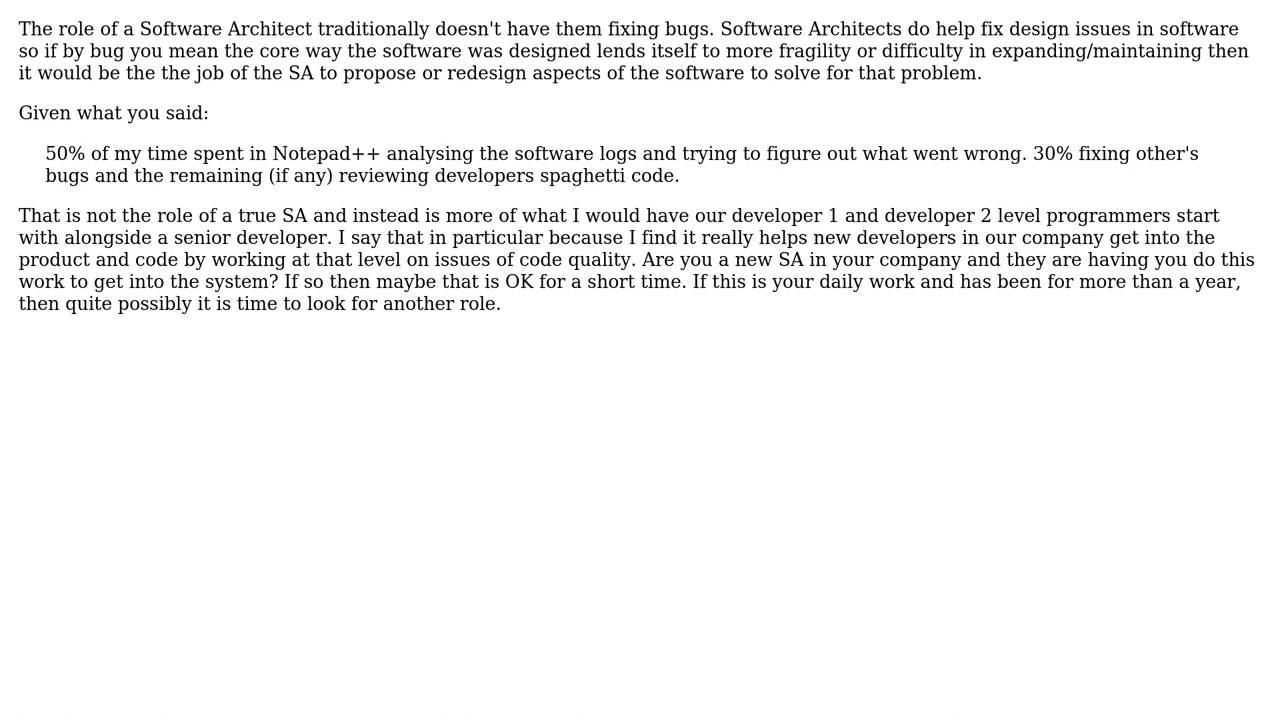 The role of a Software Architect traditionally doesn't have them fixing bugs. Software Architects do help fix design issues in software
so if by bug you mean the core way the software was designed lends itself to more fragility or difficulty in expanding/maintaining then
it would be the the job of the SA to propose or redesign aspects of the software to solve for that problem.
Given what you said:
50% of my time spent in Notepad++ analysing the software logs and trying to figure out what went wrong. 30% fixing other's
bugs and the remaining (if any) reviewing developers spaghetti code.
That is not the role of a true SA and instead is more of what I would have our developer 1 and developer 2 level programmers start
with alongside a senior developer. I say that in particular because I find it really helps new developers in our company get into the
product and code by working at that level on issues of code quality. Are you a new SA in your company and they are having you do this
work to get into the system? If so then maybe that is OK for a short time. If this is your daily work and has been for more than a year,
then quite possibly it is time to look for another role.